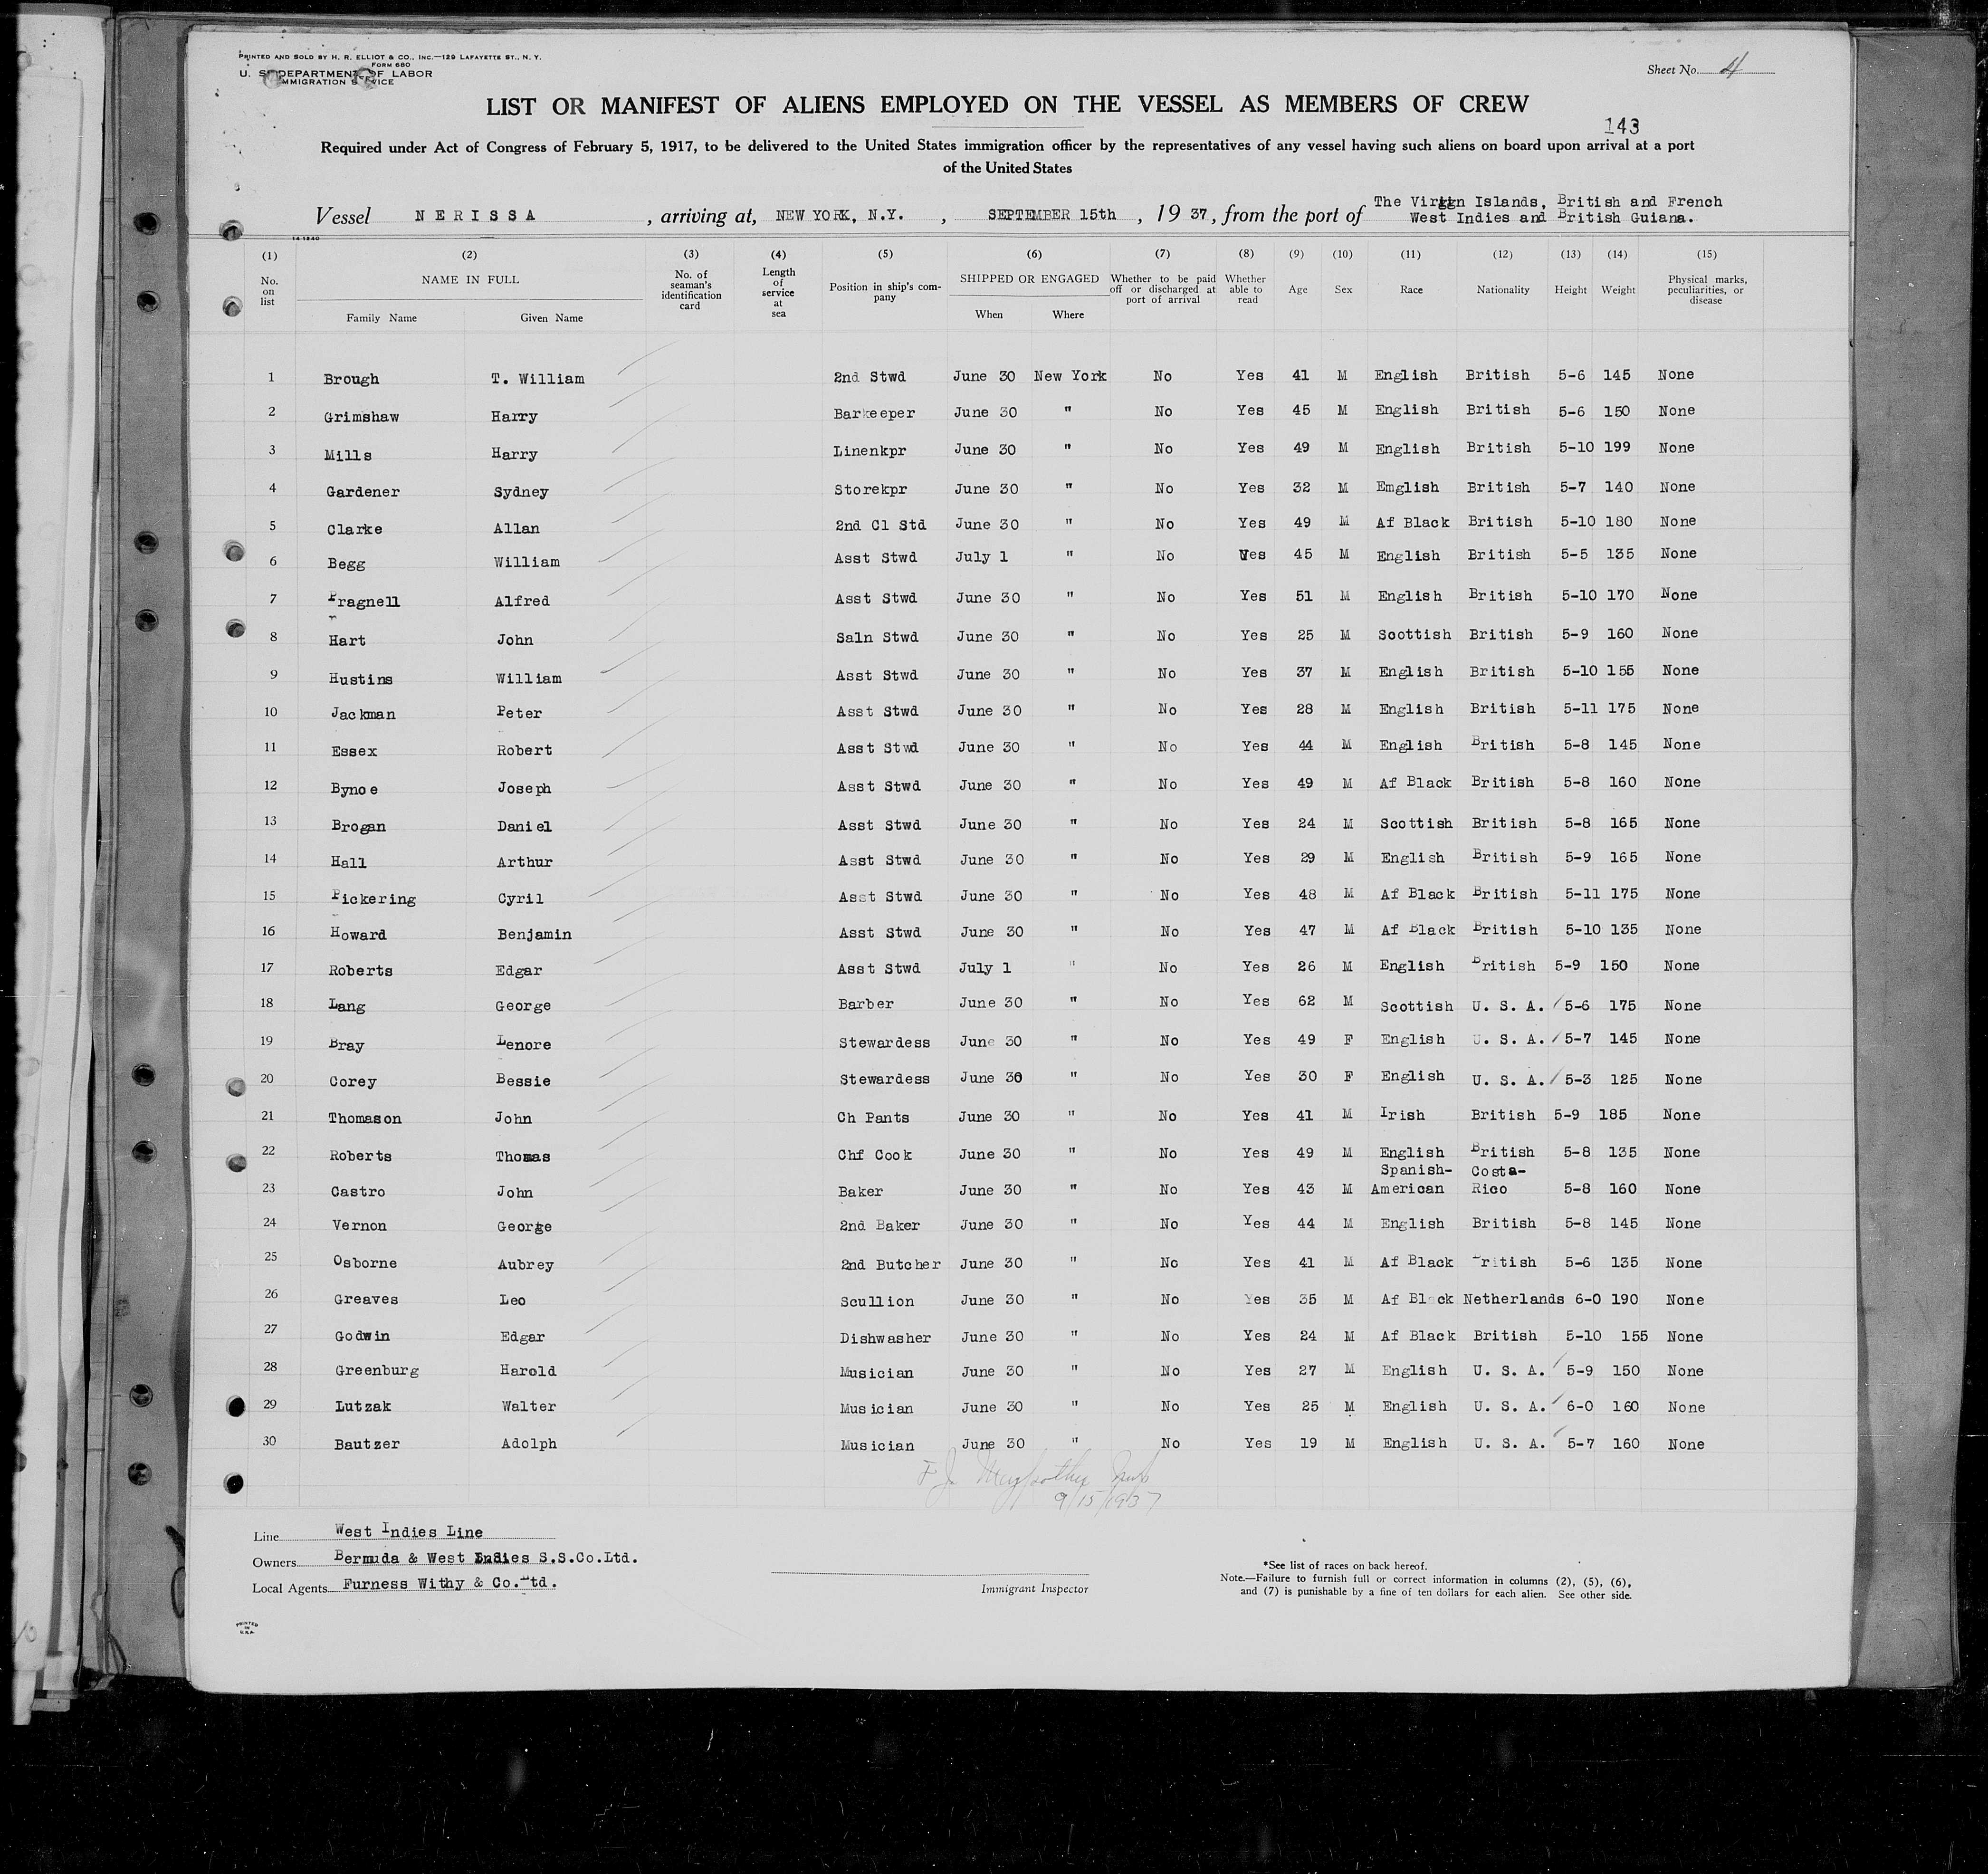 PRINTED AND SOLD BY H. R. ELLIOT & CO., INC.—129 LAFAYETTE ST., N. Y.
FORM 680
U. S. DEPARTMENT OF LABOR
IMMIGRATION SERVICE
Sheet No. 4
LIST OR MANIFEST OF ALIENS EMPLOYED ON THE VESSEL AS MEMBERS OF CREW
143
Required under Act of Congress of February 5, 1917, to be delivered to the United States immigration officer by the representatives of any vessel having such aliens on board upon arrival at a port
of the United States
Vessel NERISSA, arriving at, NEW YORK, N.Y., SEPTEMBER 15th, 1937, from the port of The Virgin Islands, British and French
West Indies and British Guiana.
14-1240
(1) (2) (3) (4) (5) (6) (7) (8) (9) (10) (11) (12) (13) (14) (15)
No. on list NAME IN FULL Family Name Given Name No. of seaman's identification card Length of service at sea Position in ship's company SHIPPED OR ENGAGED When Where Whether to be paid off or discharged at port of arrival Whether able to read Age Sex Race Nationality Height Weight Physical marks, peculiarities, or disease
1 Brough T. William 2nd Stwd June 30 New York No Yes 41 M English British 5-6 145 None
2 Grimshaw Harry Barkeeper June 30 " No Yes 45 M English British 5-6 150 None
3 Mills Harry Linenkpr June 30 " No Yes 49 M English British 5-10 199 None
4 Gardener Sydney Storekpr June 30 " No Yes 32 M Emglish British 5-7 140 None
5 Clarke Allan 2nd Cl Std June 30 " No Yes 49 M Af Black British 5-10 180 None
6 Begg William Asst Stwd July 1 " No Yes 45 M English British 5-5 135 None
7 Pragnell Alfred Asst Stwd June 30 " No Yes 51 M English British 5-10 170 None
8 Hart John Saln Stwd June 30 " No Yes 25 M Scottish British 5-9 160 None
9 Hustins William Asst Stwd June 30 " No Yes 37 M English British 5-10 155 None
10 Jackman Peter Asst Stwd June 30 " No Yes 28 M English British 5-11 175 None
11 Essex Robert Asst Stwd June 30 " No Yes 44 M English British 5-8 145 None
12 Bynoe Joseph Asst Stwd June 30 " No Yes 49 M Af Black British 5-8 160 None
13 Brogan Daniel Asst Stwd June 30 " No Yes 24 M Scottish British 5-8 165 None
14 Hall Arthur Asst Stwd June 30 " No Yes 29 M English British 5-9 165 None
15 Pickering Cyril Asst Stwd June 30 " No Yes 48 M Af Black British 5-11 175 None
16 Howard Benjamin Asst Stwd June 30 " No Yes 47 M Af Black British 5-10 135 None
17 Roberts Edgar Asst Stwd July 1 " No Yes 26 M English British 5-9 150 None
18 Lang George Barber June 30 " No Yes 62 M Scottish U. S. A. 5-6 175 None
19 Bray Lenore Stewardess June 30 " No Yes 49 F English U. S. A. 5-7 145 None
20 Corey Bessie Stewardess June 30 " No Yes 30 F English U. S. A. 5-3 125 None
21 Thomason John Ch Pants June 30 " No Yes 41 M Irish British 5-9 185 None
22 Roberts Thomas Chf Cook June 30 " No Yes 49 M English British 5-8 135 None
Spanish- Costa-
23 Castro John Baker June 30 " No Yes 43 M American Rico 5-8 160 None
24 Vernon George 2nd Baker June 30 " No Yes 44 M English British 5-8 145 None
25 Osborne Aubrey 2nd Butcher June 30 " No Yes 41 M Af Black British 5-6 135 None
26 Greaves Leo Scullion June 30 " No Yes 35 M Af Black Netherlands 6-0 190 None
27 Godwin Edgar Dishwasher June 30 " No Yes 24 M Af Black British 5-10 155 None
28 Greenburg Harold Musician June 30 " No Yes 27 M English U. S. A. 5-9 150 None
29 Lutzak Walter Musician June 30 " No Yes 25 M English U. S. A. 6-0 160 None
30 Bautzer Adolph Musician June 30 " No Yes 19 M English U. S. A. 5-7 160 None
9/15/1937
Line West Indies Line
Owners Bermuda & West Indies S.S.Co.Ltd.
Local Agents Furness Withy & Co. Ltd.
Immigrant Inspector
*See list of races on back hereof.
Note.—Failure to furnish full or correct information in columns (2), (5), (6),
and (7) is punishable by a fine of ten dollars for each alien. See other side.
PRINTED
IN
U.S.A.